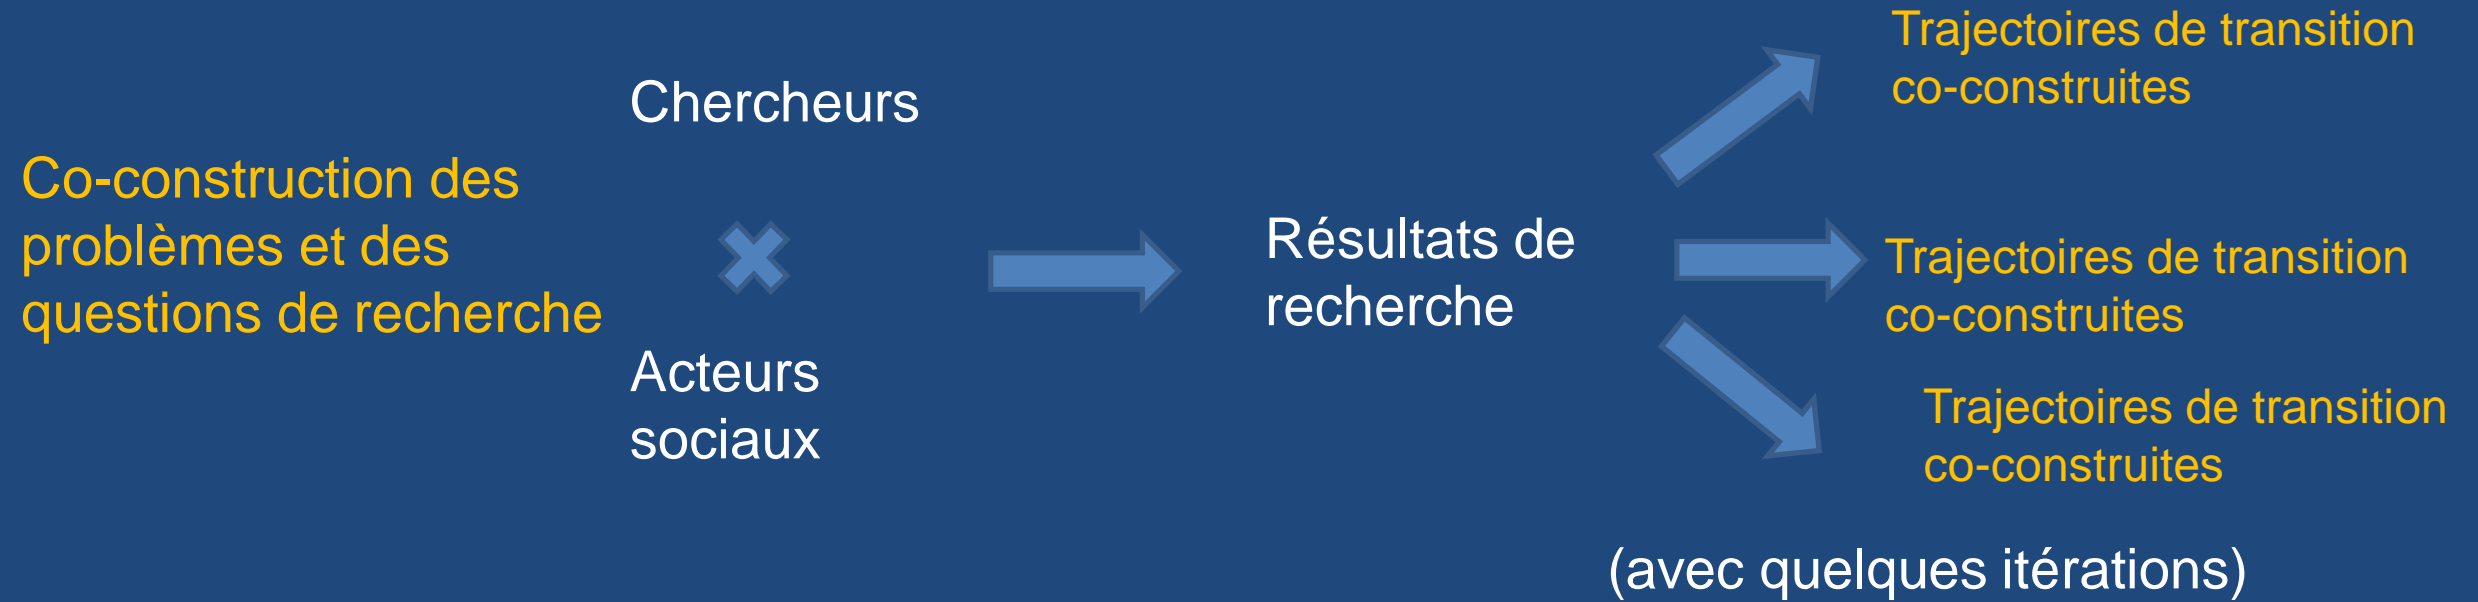 Co-construction des
problèmes et des
questions de recherche
Chercheurs
Acteurs
sociaux
Résultats de
recherche
Trajectoires de transition
co-construites
Trajectoires de transition
co-construites
Trajectoires de transition
co-construites
(avec quelques itérations)